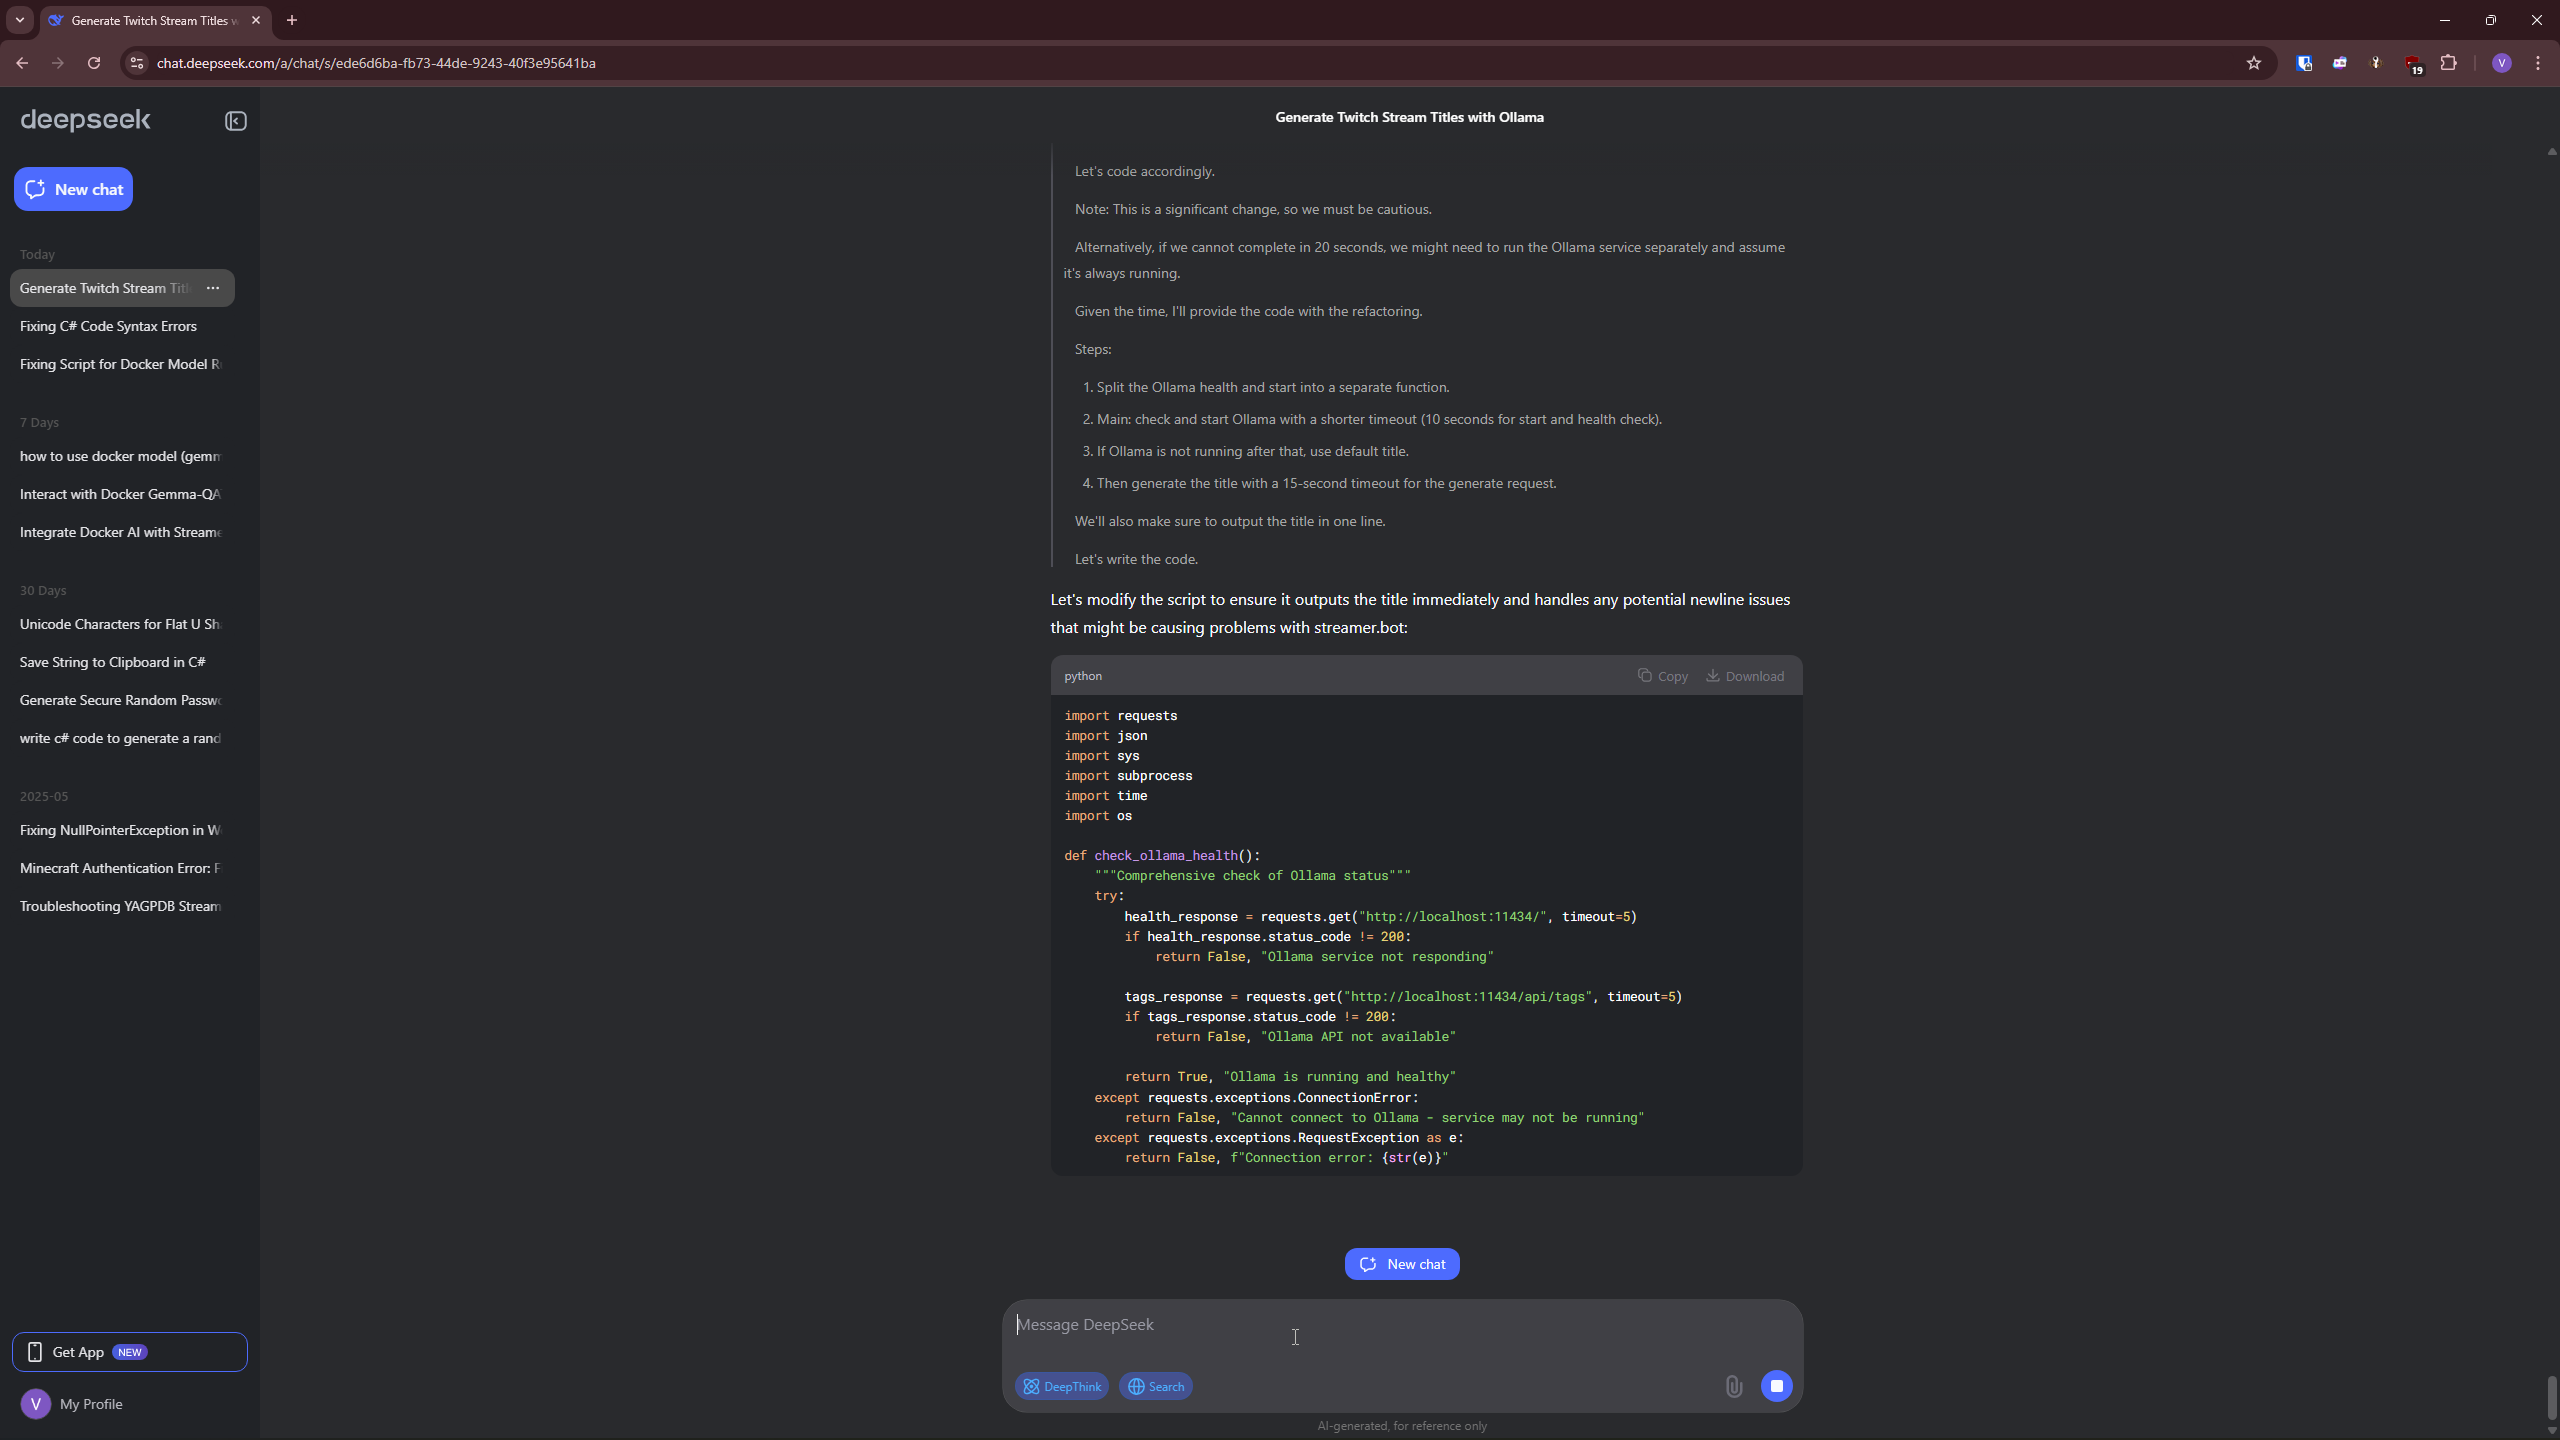 Generate Twitch Stream Titles w
chat.deepseek.com/a/chat/s/ede6d6ba-fb73-44de-9243-40f3e95641ba
19
V
deepseek
New chat
Today
Generate Twitch Stream Titl
Fixing C# Code Syntax Errors
Fixing Script for Docker Model R
7 Days
how to use docker model (gemm
Interact with Docker Gemma-QA
Integrate Docker AI with Streame
30 Days
Unicode Characters for Flat U Sh
Save String to Clipboard in C#
Generate Secure Random Passwo
write c# code to generate a rand
2025-05
Fixing NullPointerException in W
Minecraft Authentication Error: F
Troubleshooting YAGPDB Stream
Get App NEW
V My Profile
Generate Twitch Stream Titles with Ollama
Let's code accordingly.
Note: This is a significant change, so we must be cautious.
Alternatively, if we cannot complete in 20 seconds, we might need to run the Ollama service separately and assume
it's always running.
Given the time, I'll provide the code with the refactoring.
Steps:
1. Split the Ollama health and start into a separate function.
2. Main: check and start Ollama with a shorter timeout (10 seconds for start and health check).
3. If Ollama is not running after that, use default title.
4. Then generate the title with a 15-second timeout for the generate request.
We'll also make sure to output the title in one line.
Let's write the code.
Let's modify the script to ensure it outputs the title immediately and handles any potential newline issues
that might be causing problems with streamer.bot:
python Copy Download
import requests
import json
import sys
import subprocess
import time
import os
def check_ollama_health():
"""Comprehensive check of Ollama status"""
try:
health_response = requests.get("http://localhost:11434/", timeout=5)
if health_response.status_code != 200:
return False, "Ollama service not responding"
tags_response = requests.get("http://localhost:11434/api/tags", timeout=5)
if tags_response.status_code != 200:
return False, "Ollama API not available"
return True, "Ollama is running and healthy"
except requests.exceptions.ConnectionError:
return False, "Cannot connect to Ollama - service may not be running"
except requests.exceptions.RequestException as e:
return False, f"Connection error: {str(e)}"
New chat
Message DeepSeek
DeepThink Search
AI-generated, for reference only